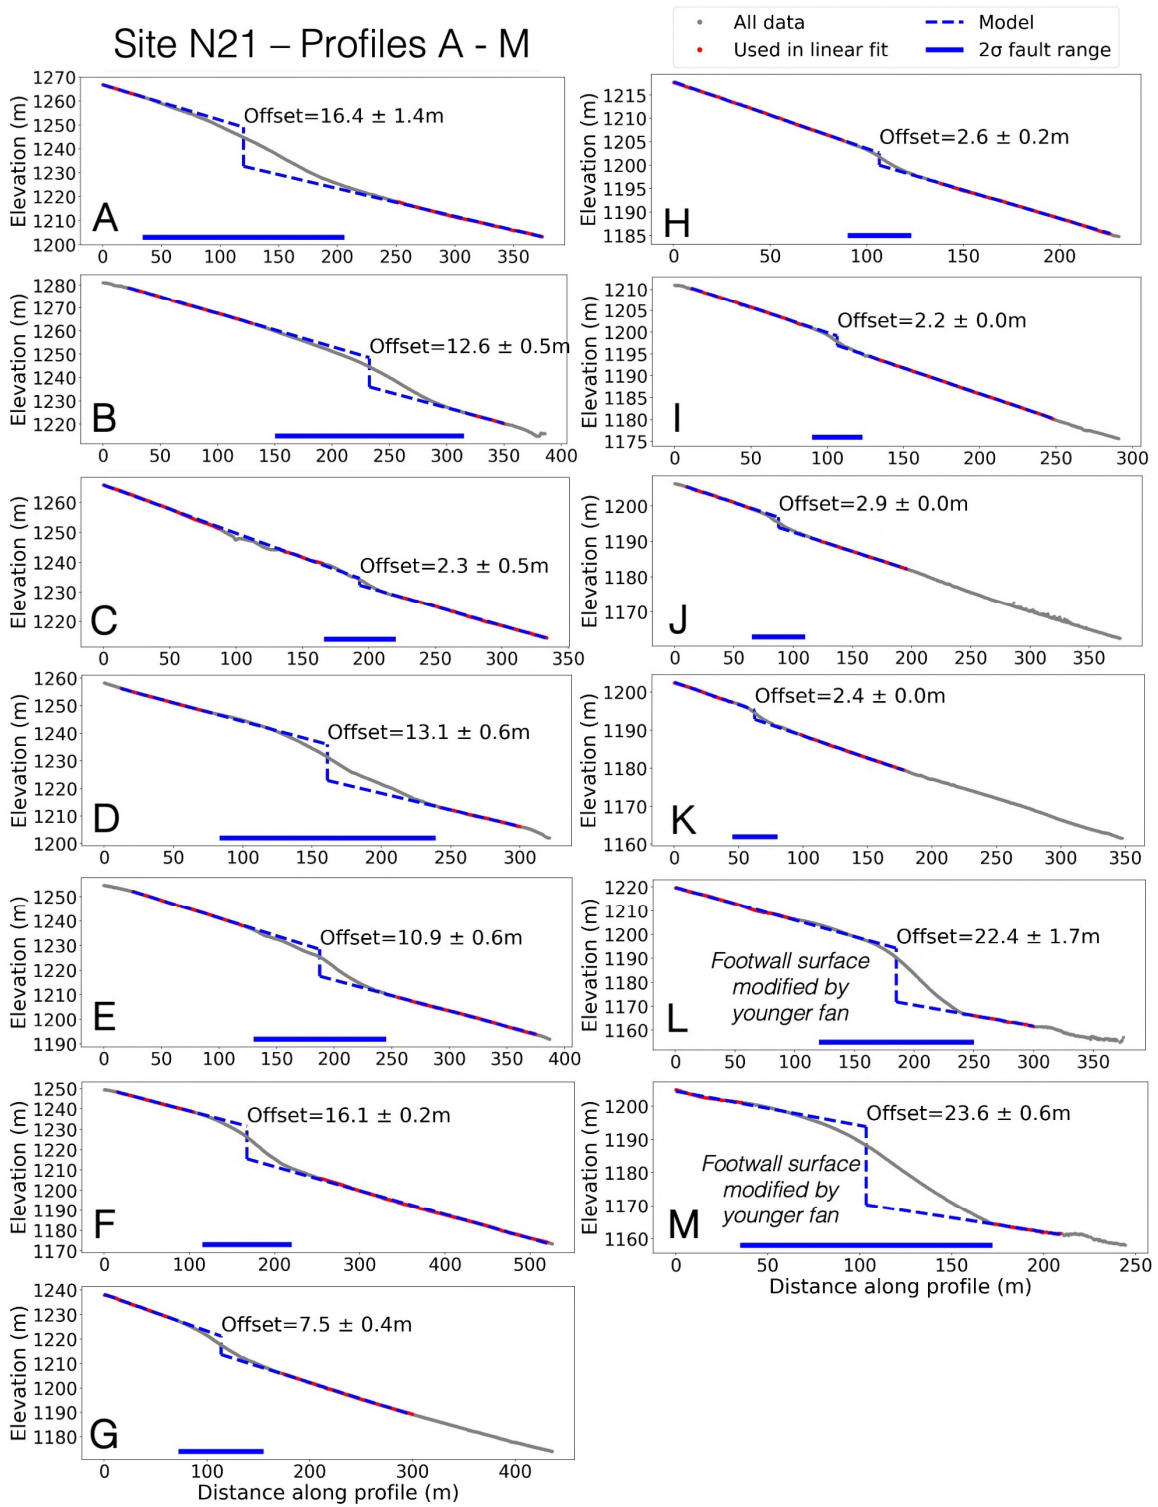 Site N21 – Profiles A - M
All data
Used in linear fit
Model
2σ fault range
Elevation (m)
1270
1260
1250
1240
1230
1220
1210
1200
Offset=16.4 ± 1.4m
A
0 50 100 150 200 250 300 350
Elevation (m)
1280
1270
1260
1250
1240
1230
1220
Offset=12.6 ± 0.5m
B
0 50 100 150 200 250 300 350 400
Elevation (m)
1260
1250
1240
1230
1220
Offset=2.3 ± 0.5m
C
0 50 100 150 200 250 300 350
Elevation (m)
1260
1250
1240
1230
1220
1210
1200
Offset=13.1 ± 0.6m
D
0 50 100 150 200 250 300
Elevation (m)
1250
1240
1230
1220
1210
1200
1190
Offset=10.9 ± 0.6m
E
0 50 100 150 200 250 300 350 400
Elevation (m)
1250
1240
1230
1220
1210
1200
1190
1180
1170
Offset=16.1 ± 0.2m
F
0 100 200 300 400 500
Elevation (m)
1240
1230
1220
1210
1200
1190
1180
Offset=7.5 ± 0.4m
G
0 100 200 300 400
Distance along profile (m)
Elevation (m)
1215
1210
1205
1200
1195
1190
1185
Offset=2.6 ± 0.2m
H
0 50 100 150 200
Elevation (m)
1210
1205
1200
1195
1190
1185
1180
1175
Offset=2.2 ± 0.0m
I
0 50 100 150 200 250 300
Elevation (m)
1200
1190
1180
1170
Offset=2.9 ± 0.0m
J
0 50 100 150 200 250 300 350
Elevation (m)
1200
1190
1180
1170
1160
Offset=2.4 ± 0.0m
K
0 50 100 150 200 250 300 350
Elevation (m)
1220
1210
1200
1190
1180
1170
1160
Offset=22.4 ± 1.7m
Footwall surface
modified by
younger fan
L
0 50 100 150 200 250 300 350
Elevation (m)
1200
1190
1180
1170
1160
Offset=23.6 ± 0.6m
Footwall surface
modified by
younger fan
M
0 50 100 150 200 250
Distance along profile (m)